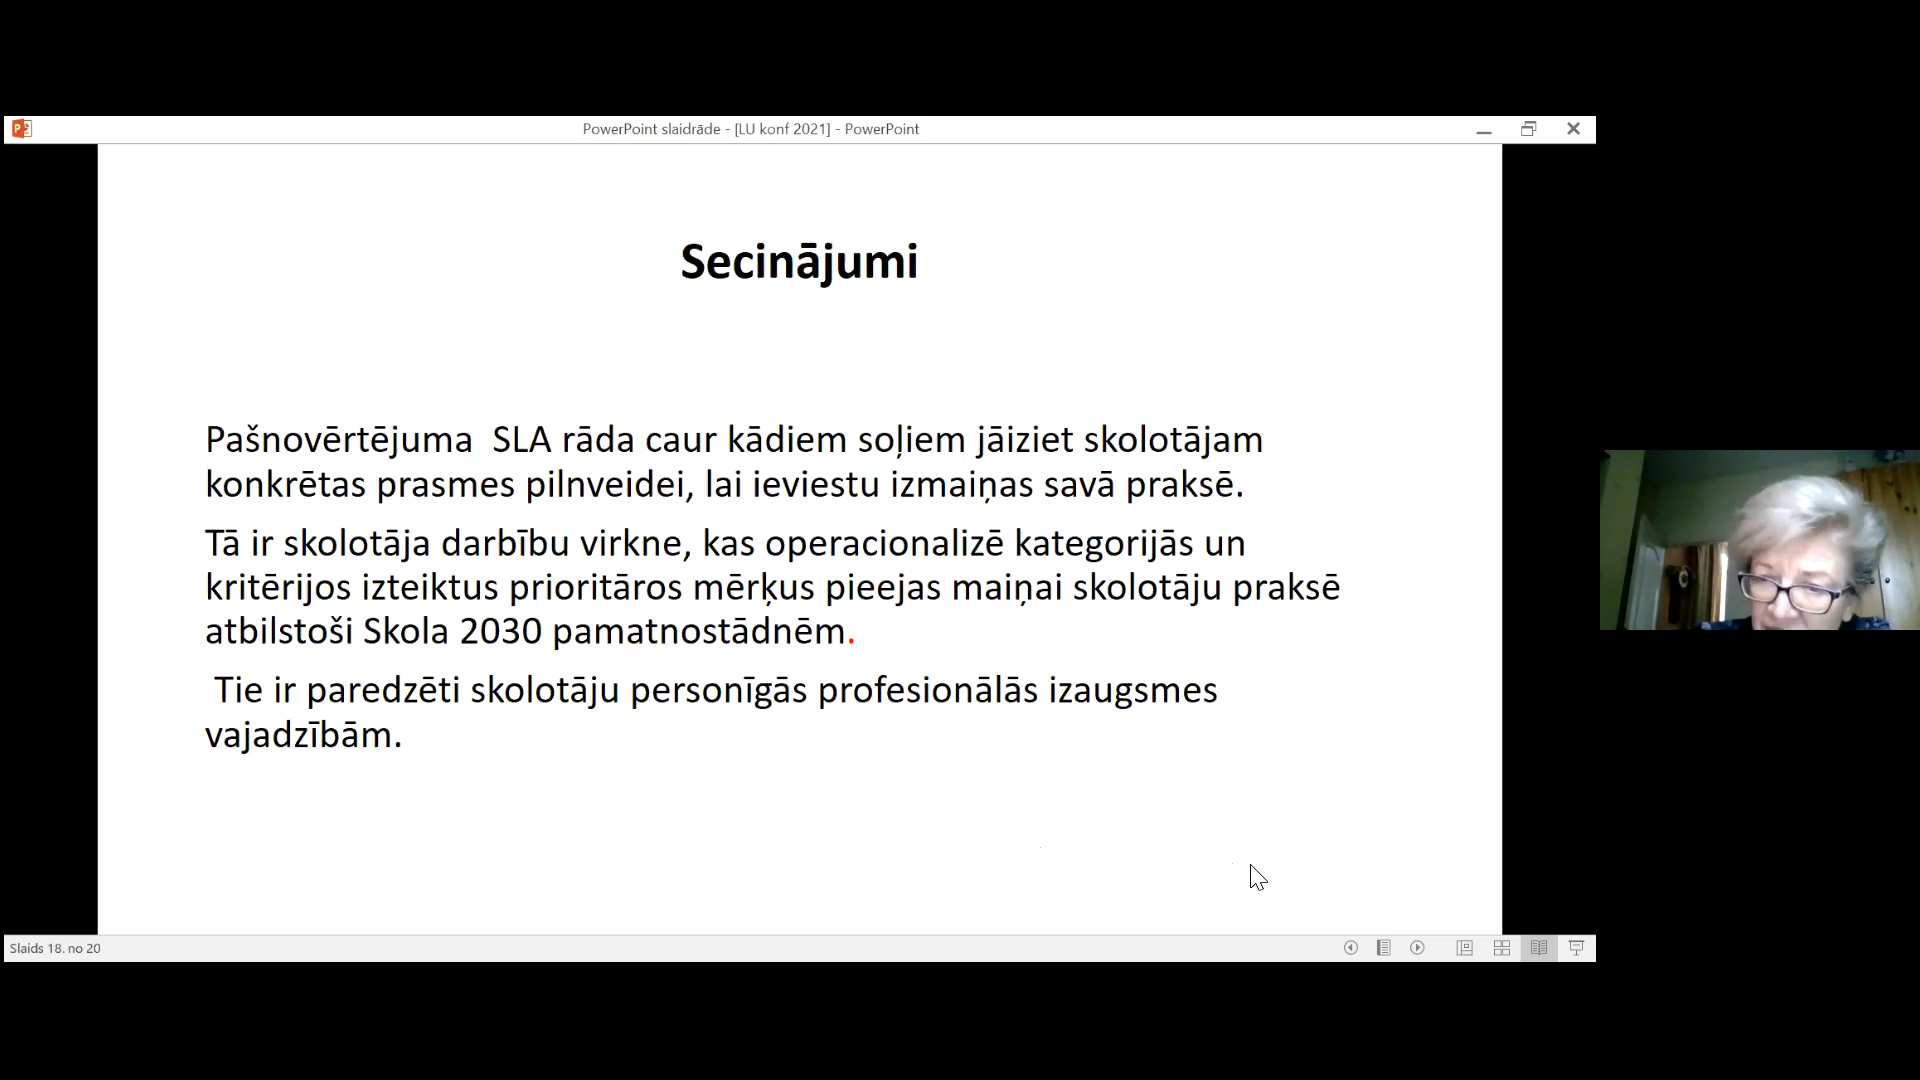 PowerPoint slaidrāde - [LU konf 2021] - PowerPoint
Secinājumi
Pašnovērtējuma SLA rāda caur kādiem soļiem jāiziet skolotājam
konkrētas prasmes pilnveidei, lai ieviestu izmaiņas savā praksē.
Tā ir skolotāja darbību virkne, kas operacionalizē kategorijās un
kritērijos izteiktus prioritāros mērķus pieejas maiņai skolotāju praksē
atbilstoši Skola 2030 pamatnostādnēm.
Tie ir paredzēti skolotāju personīgās profesionālās izaugsmes
vajadzībām.
Slaids 18. no 20